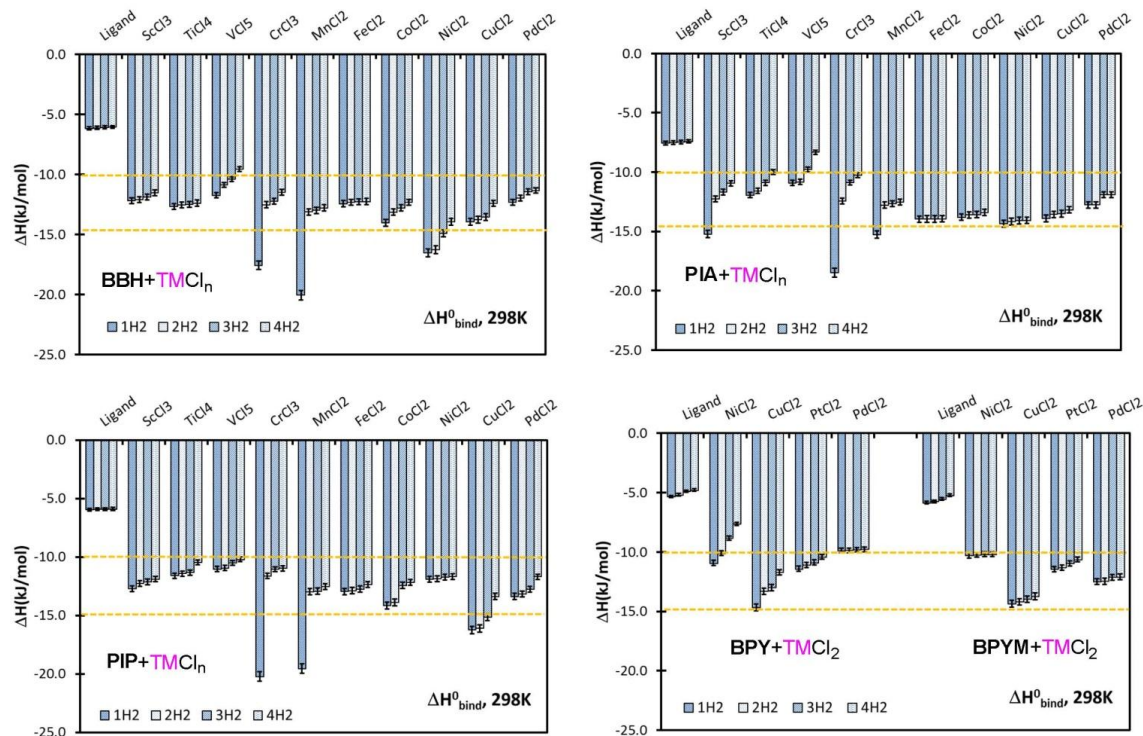 Ligand ScCl3 TiCl4 VCl5 CrCl3 MnCl2 FeCl2 CoCl2 NiCl2 CuCl2 PdCl2
0.0
-5.0
-10.0
-15.0
-20.0
-25.0
ΔH(kJ/mol)
BBH+TMClₙ
ΔH⁰bind, 298K
1H2 2H2 3H2 4H2
Ligand ScCl3 TiCl4 VCl5 CrCl3 MnCl2 FeCl2 CoCl2 NiCl2 CuCl2 PdCl2
0.0
-5.0
-10.0
-15.0
-20.0
-25.0
ΔH(kJ/mol)
PIA+TMClₙ
ΔH⁰bind, 298K
1H2 2H2 3H2 4H2
Ligand ScCl3 TiCl4 VCl5 CrCl3 MnCl2 FeCl2 CoCl2 NiCl2 CuCl2 PdCl2
0.0
-5.0
-10.0
-15.0
-20.0
-25.0
ΔH(kJ/mol)
PIP+TMClₙ
ΔH⁰bind, 298K
1H2 2H2 3H2 4H2
Ligand NiCl2 CuCl2 PtCl2 PdCl2 Ligand NiCl2 CuCl2 PtCl2 PdCl2
0.0
-5.0
-10.0
-15.0
-20.0
-25.0
ΔH(kJ/mol)
BPY+TMCl₂ BPYM+TMCl₂
ΔH⁰bind, 298K
1H2 2H2 3H2 4H2